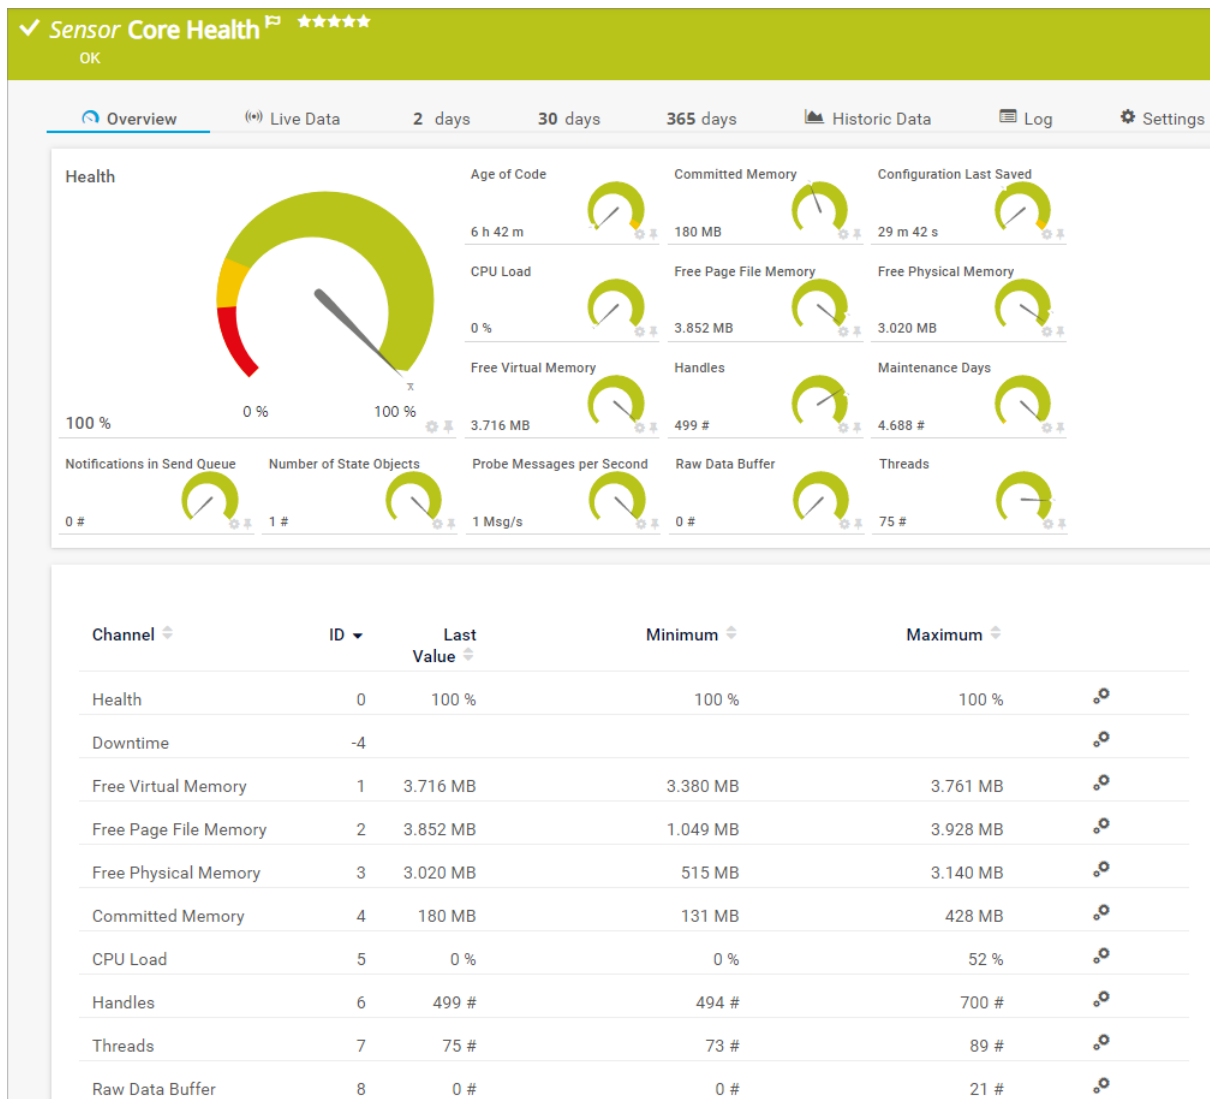 Sensor Core Health
OK
Overview Live Data 2 days 30 days 365 days Historic Data Log Settings
Health
100 %
0 % 100 %
Age of Code
6 h 42 m
Committed Memory
180 MB
Configuration Last Saved
29 m 42 s
CPU Load
0 %
Free Page File Memory
3.852 MB
Free Physical Memory
3.020 MB
Free Virtual Memory
3.716 MB
Handles
499 #
Maintenance Days
4.688 #
Notifications in Send Queue
0 #
Number of State Objects
1 #
Probe Messages per Second
1 Msg/s
Raw Data Buffer
0 #
Threads
75 #
Channel ID Last Value Minimum Maximum
Health 0 100 % 100 % 100 %
Downtime -4
Free Virtual Memory 1 3.716 MB 3.380 MB 3.761 MB
Free Page File Memory 2 3.852 MB 1.049 MB 3.928 MB
Free Physical Memory 3 3.020 MB 515 MB 3.140 MB
Committed Memory 4 180 MB 131 MB 428 MB
CPU Load 5 0 % 0 % 52 %
Handles 6 499 # 494 # 700 #
Threads 7 75 # 73 # 89 #
Raw Data Buffer 8 0 # 0 # 21 #